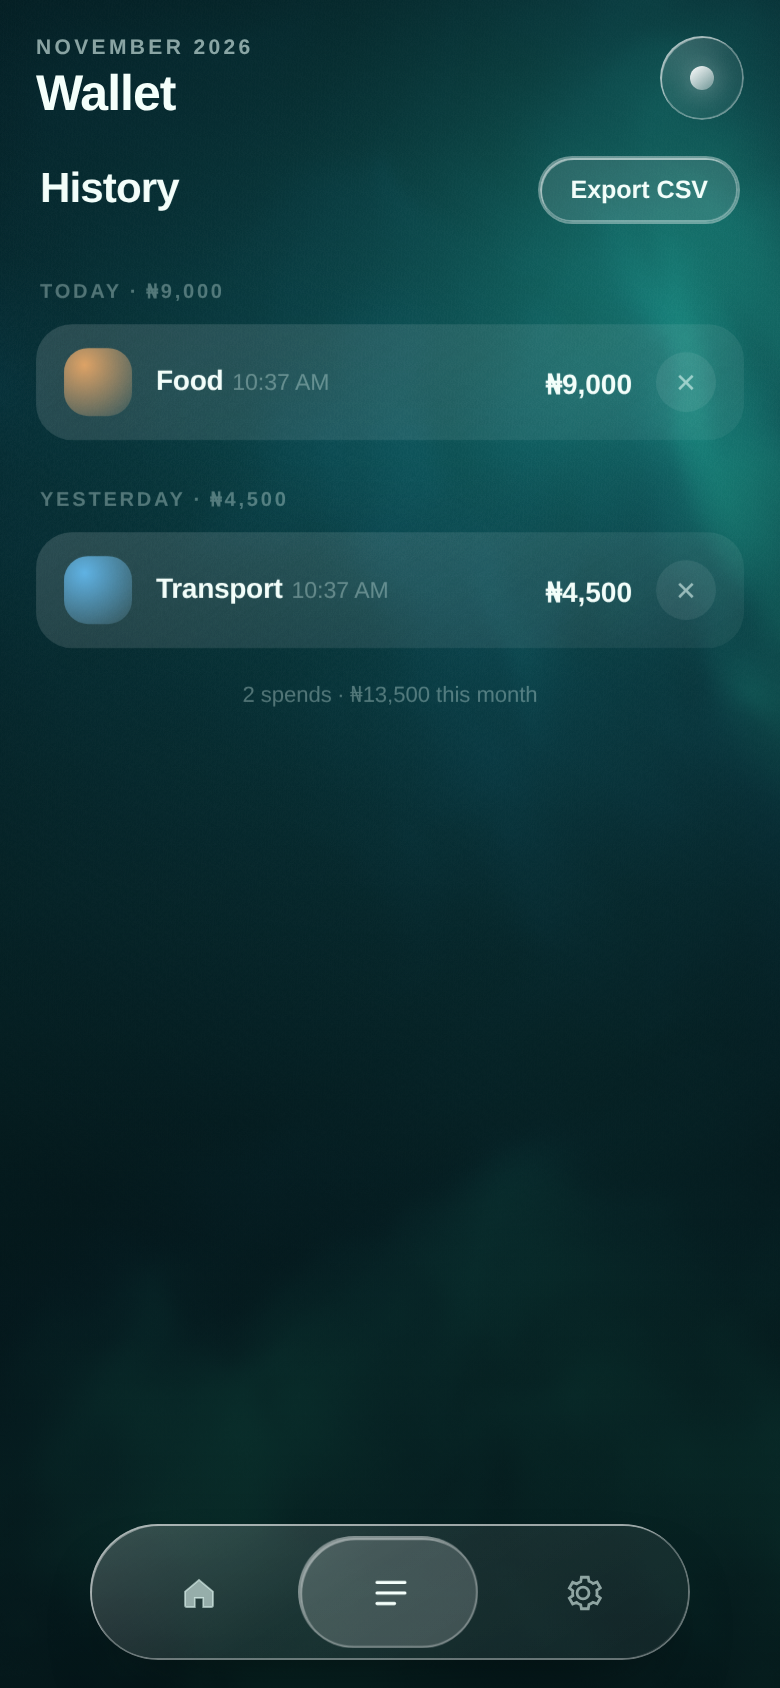 NOVEMBER 2026
Wallet
History
Export CSV
TODAY · ₦9,000
Food 10:37 AM
₦9,000
YESTERDAY · ₦4,500
Transport 10:37 AM
₦4,500
2 spends · ₦13,500 this month